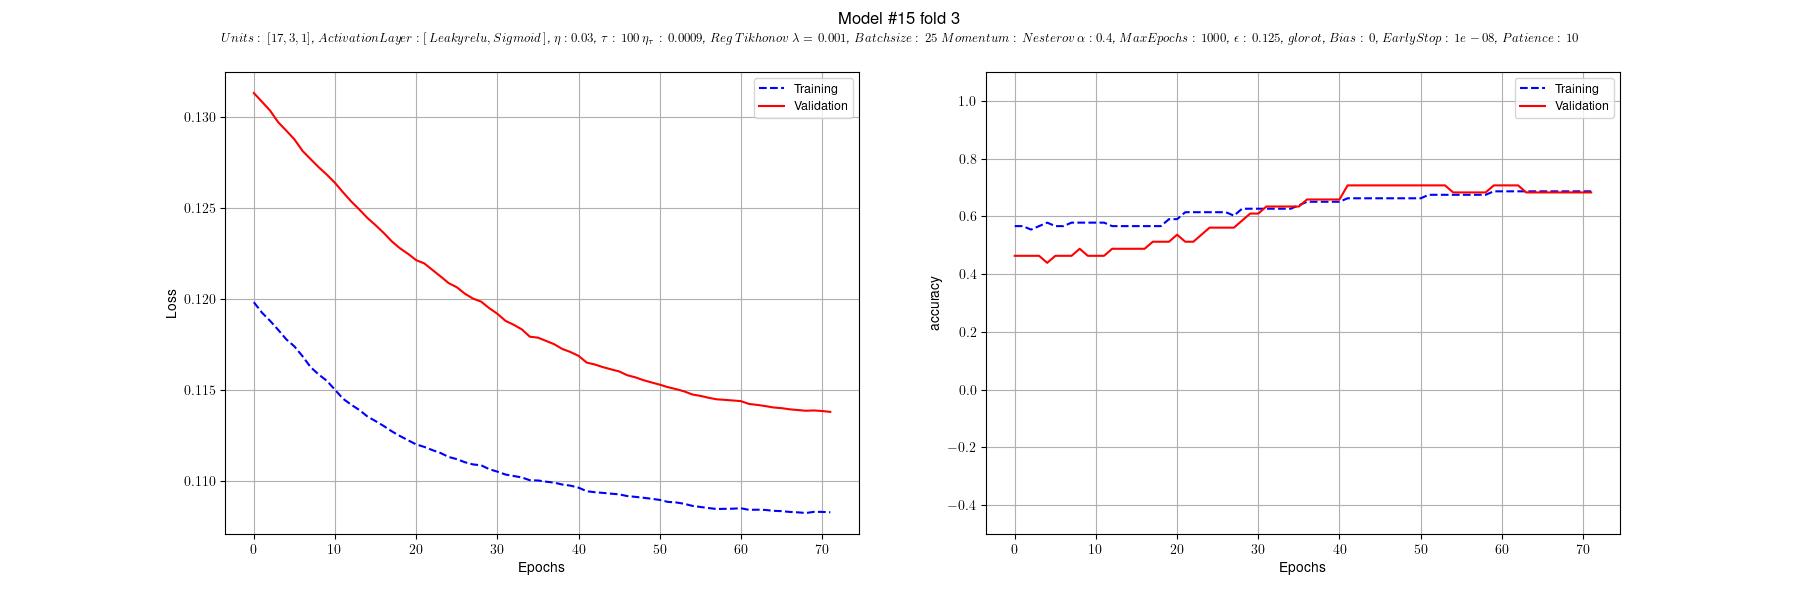 Model #15 fold 3
Units : [17, 3, 1], ActivationLayer : [ Leakyrelu, Sigmoid ], η : 0.03, τ : 100 η_τ : 0.0009, Reg Tikhonov λ = 0.001, Batchsize : 25 Momentum : Nesterov α : 0.4, MaxEpochs : 1000, ϵ : 0.125, glorot, Bias : 0, EarlyStop : 1e − 08, Patience : 10
Training
Validation
0.130
0.125
0.120
0.115
0.110
Loss
0 10 20 30 40 50 60 70
Epochs
Training
Validation
1.0
0.8
0.6
0.4
0.2
0.0
−0.2
−0.4
accuracy
0 10 20 30 40 50 60 70
Epochs